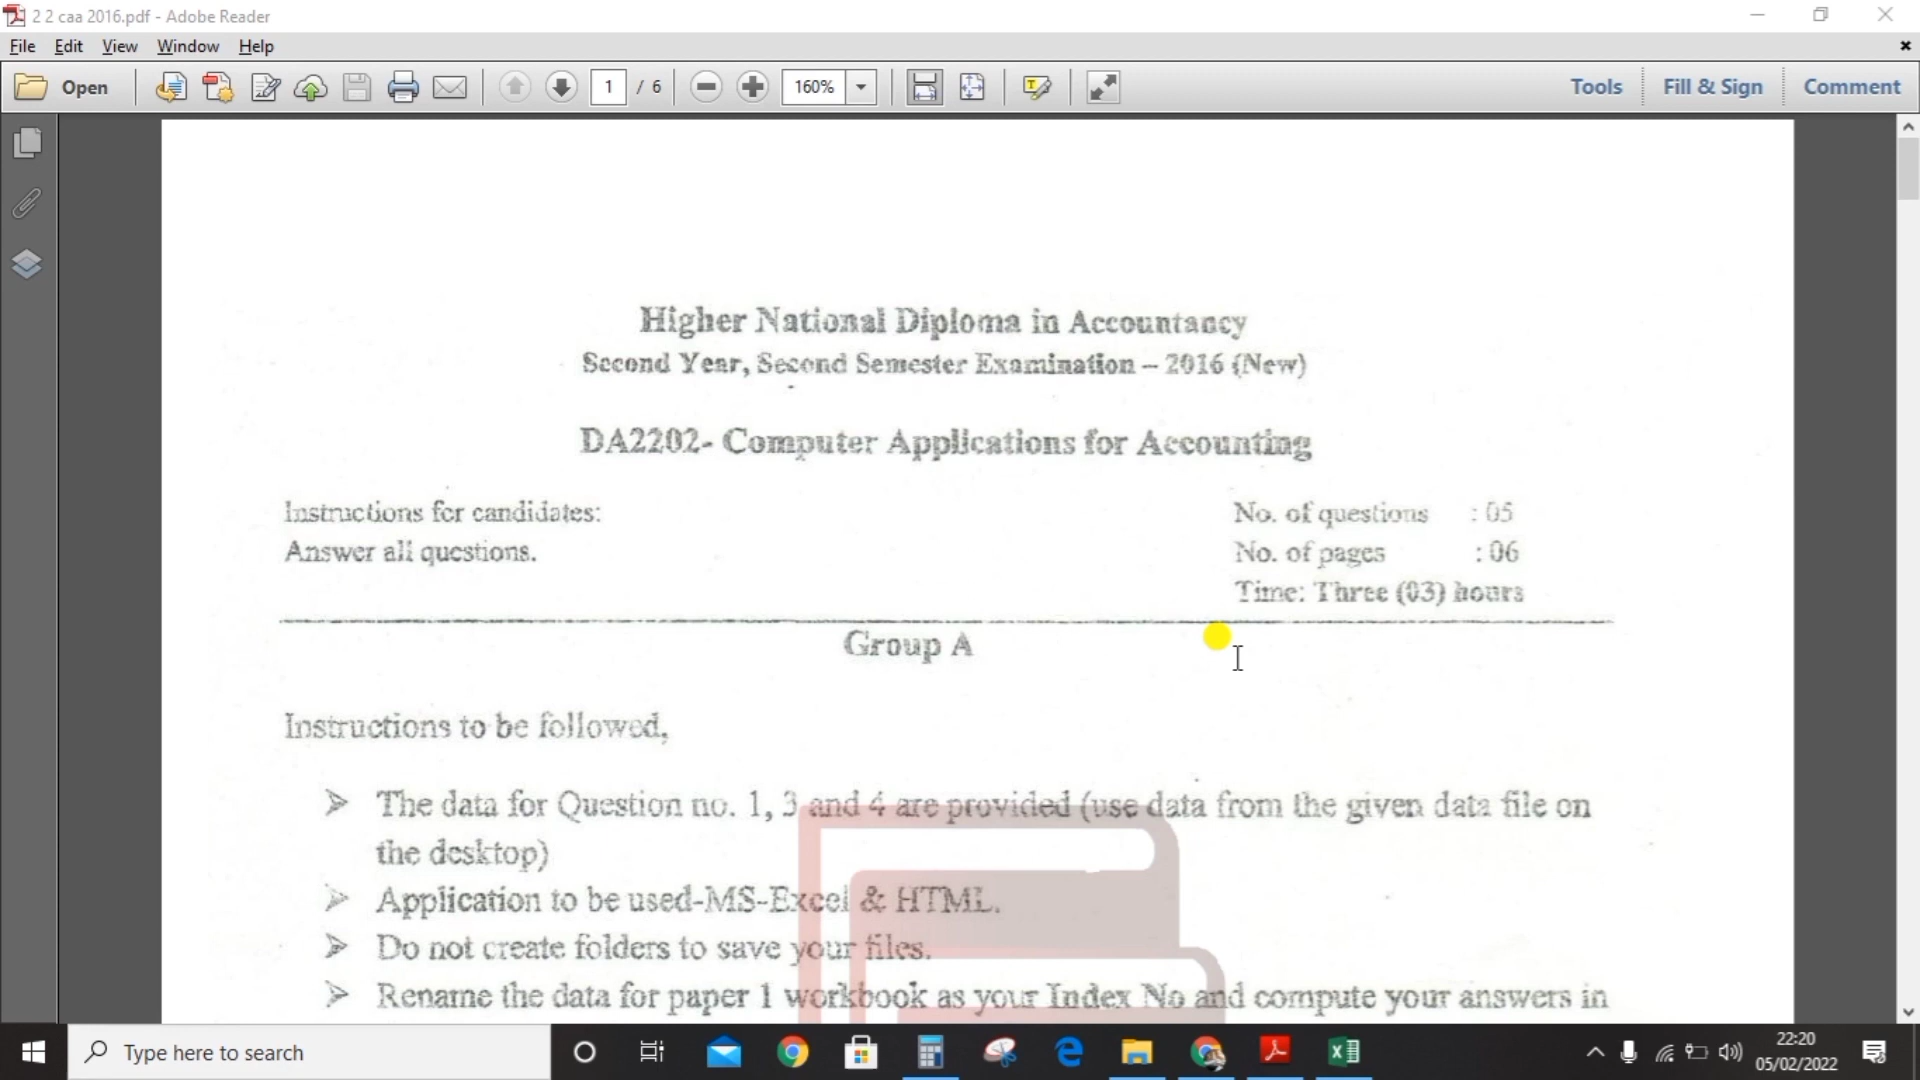 2 2 caa 2016.pdf - Adobe Reader
File Edit View Window Help
Open 1 / 6 160% Tools Fill & Sign Comment
Higher National Diploma in Accountancy
Second Year, Second Semester Examination – 2016 (New)
DA2202- Computer Applications for Accounting
Instructions for candidates:
Answer all questions.
No. of questions : 05
No. of pages : 06
Time: Three (03) hours
Group A
Instructions to be followed,
➢ The data for Question no. 1, 3 and 4 are provided (use data from the given data file on
the desktop)
➢ Application to be used-MS-Excel & HTML.
➢ Do not create folders to save your files.
➢ Rename the data for paper 1 workbook as your Index No and compute your answers in
Type here to search
22:20
05/02/2022